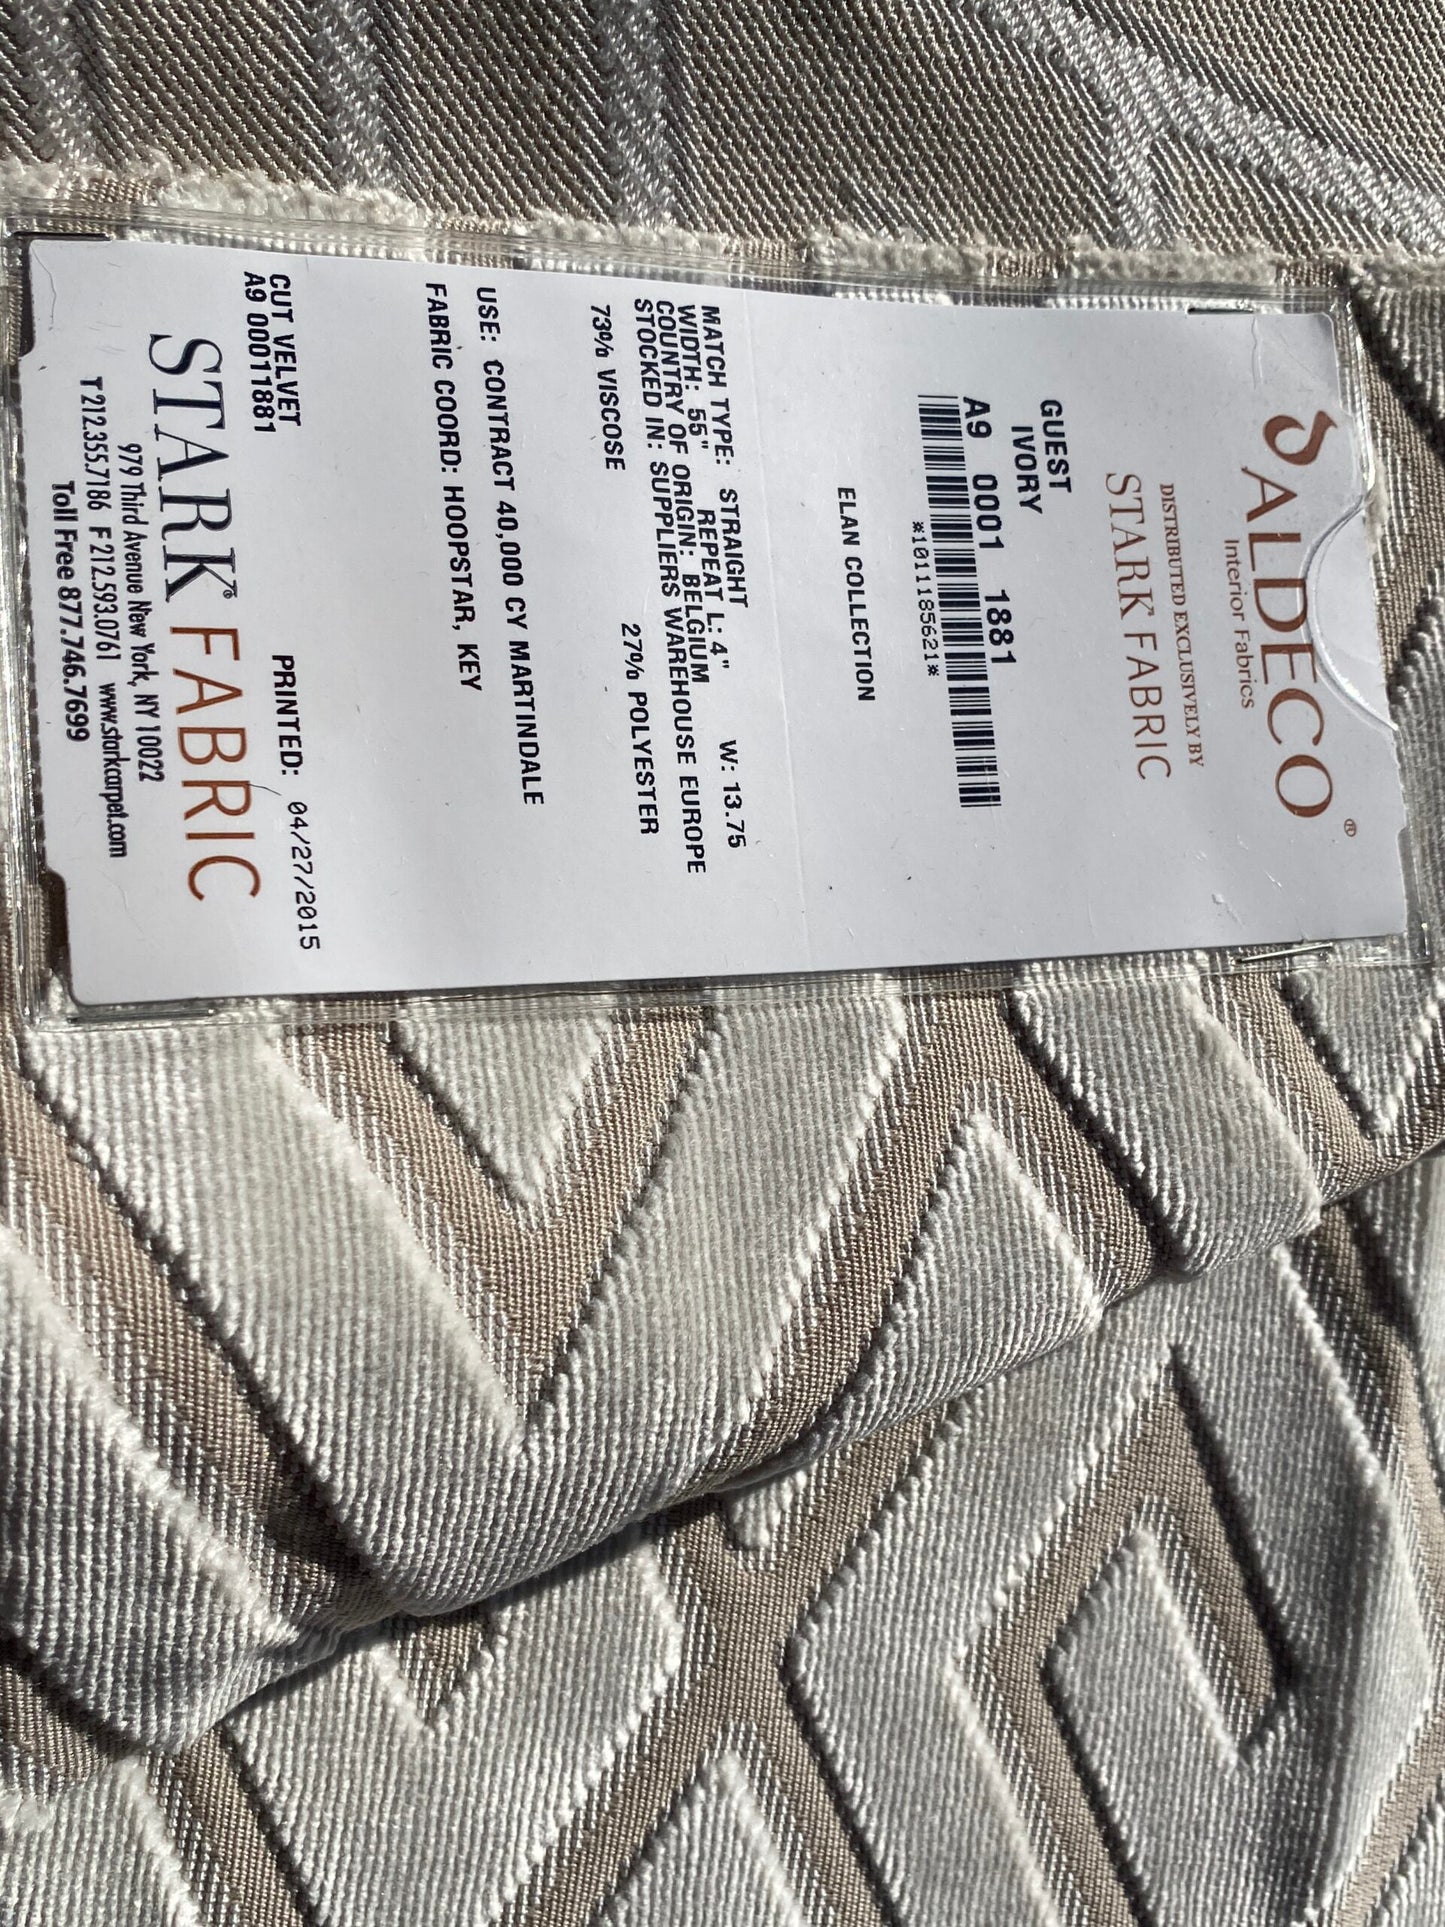 ALDECO®
Interior Fabrics
DISTRIBUTED EXCLUSIVELY BY
STARK® FABRIC
GUEST
IVORY
A9 0001 1881
*1011185621*
ELAN COLLECTION
MATCH TYPE: STRAIGHT
WIDTH: 55" REPEAT L: 4" W: 13.75
COUNTRY OF ORIGIN: BELGIUM
STOCKED IN: SUPPLIERS WAREHOUSE EUROPE
73% VISCOSE 27% POLYESTER
USE: CONTRACT 40,000 CY MARTINDALE
FABRIC COORD: HOOPSTAR, KEY
CUT VELVET
A9 00011881 PRINTED: 04/27/2015
STARK® FABRIC
979 Third Avenue New York, NY 10022
T 212.355.7186 F 212.593.0761 www.starkcarpet.com
Toll Free 877.746.7699